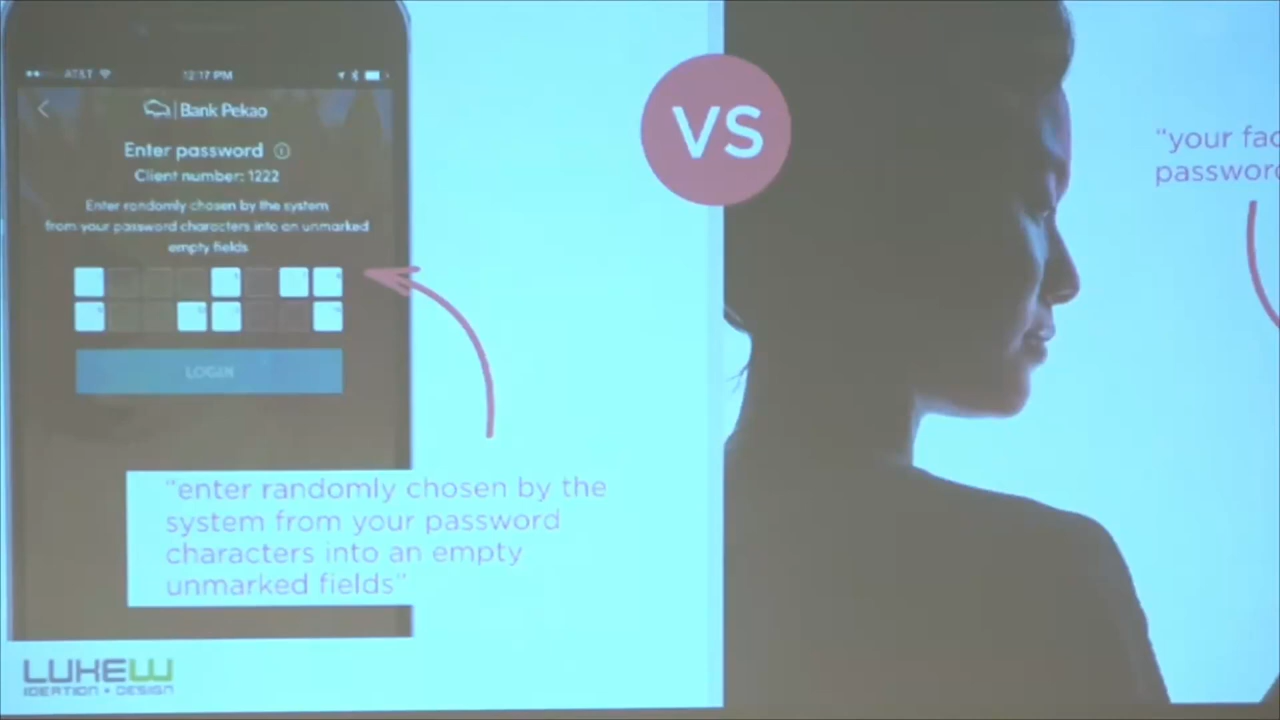 AT&T 12:17 PM
Bank Pekao
Enter password
Client number: 1222
Enter randomly chosen by the system
from your password characters into an unmarked
empty fields
LOGIN
VS
"enter randomly chosen by the
system from your password
characters into an empty
unmarked fields"
"your
password
LUKEW
IDEATION + DESIGN